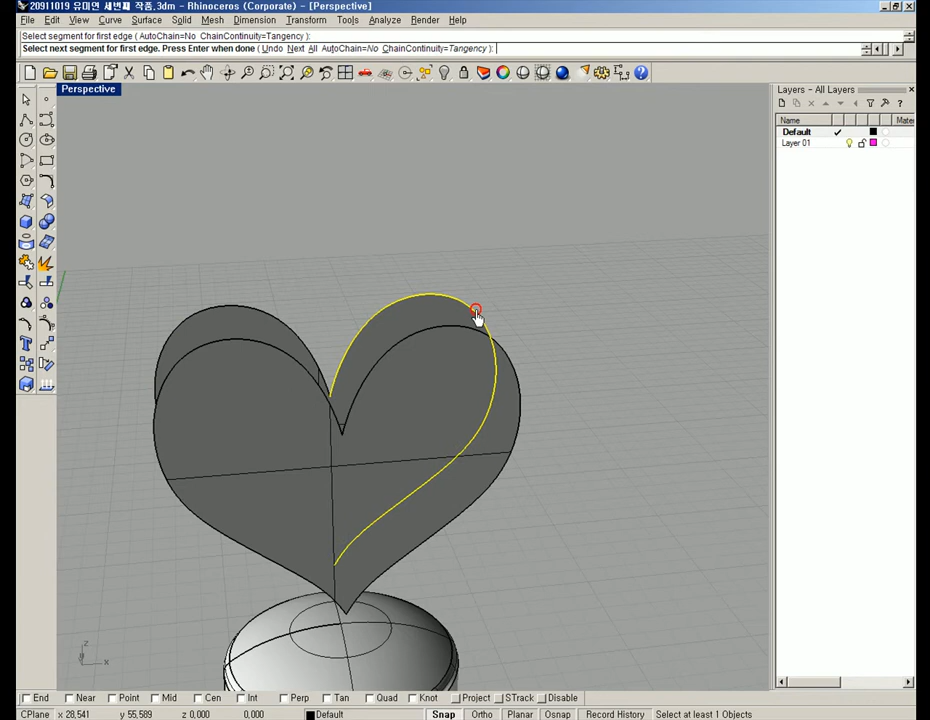 20911019 유미연 세번째 작품.3dm - Rhinoceros (Corporate) - [Perspective]
File Edit View Curve Surface Solid Mesh Dimension Transform Tools Analyze Render Help
Select segment for first edge ( AutoChain=No ChainContinuity=Tangency ):
Select next segment for first edge. Press Enter when done ( Undo Next All AutoChain=No ChainContinuity=Tangency ):
Perspective
Layers - All Layers
Name Mater
Default
Layer 01
z
x
End Near Point Mid Cen Int Perp Tan Quad Knot Project STrack Disable
CPlane x 28,541 y 55,589 z 0,000 0,000 Default Snap Ortho Planar Osnap Record History Select at least 1 Objects